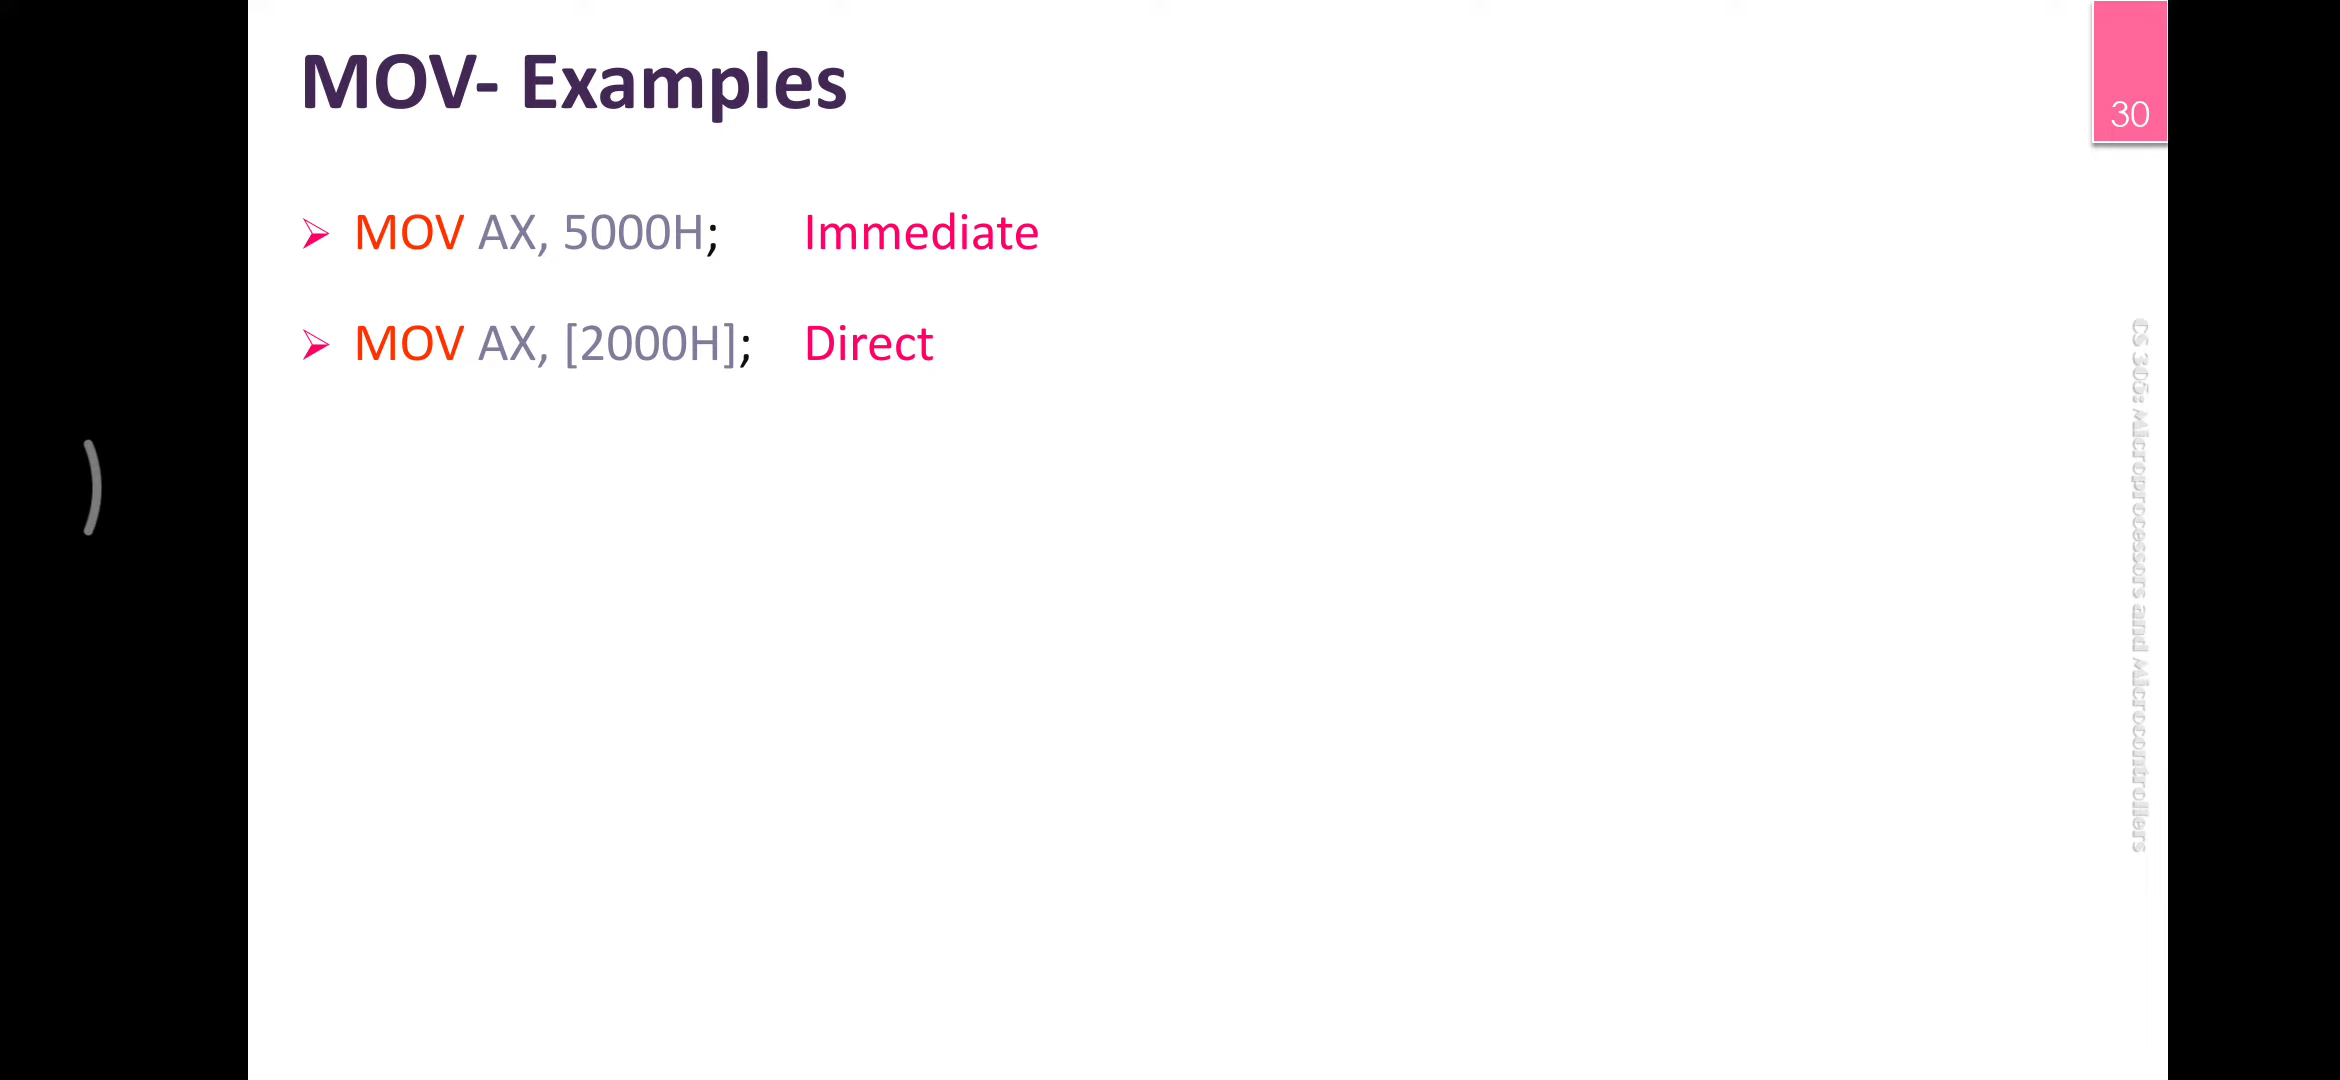 MOV- Examples
30
➢ MOV AX, 5000H; Immediate
➢ MOV AX, [2000H]; Direct
CS 305: Microprocessors and Microcontrollers